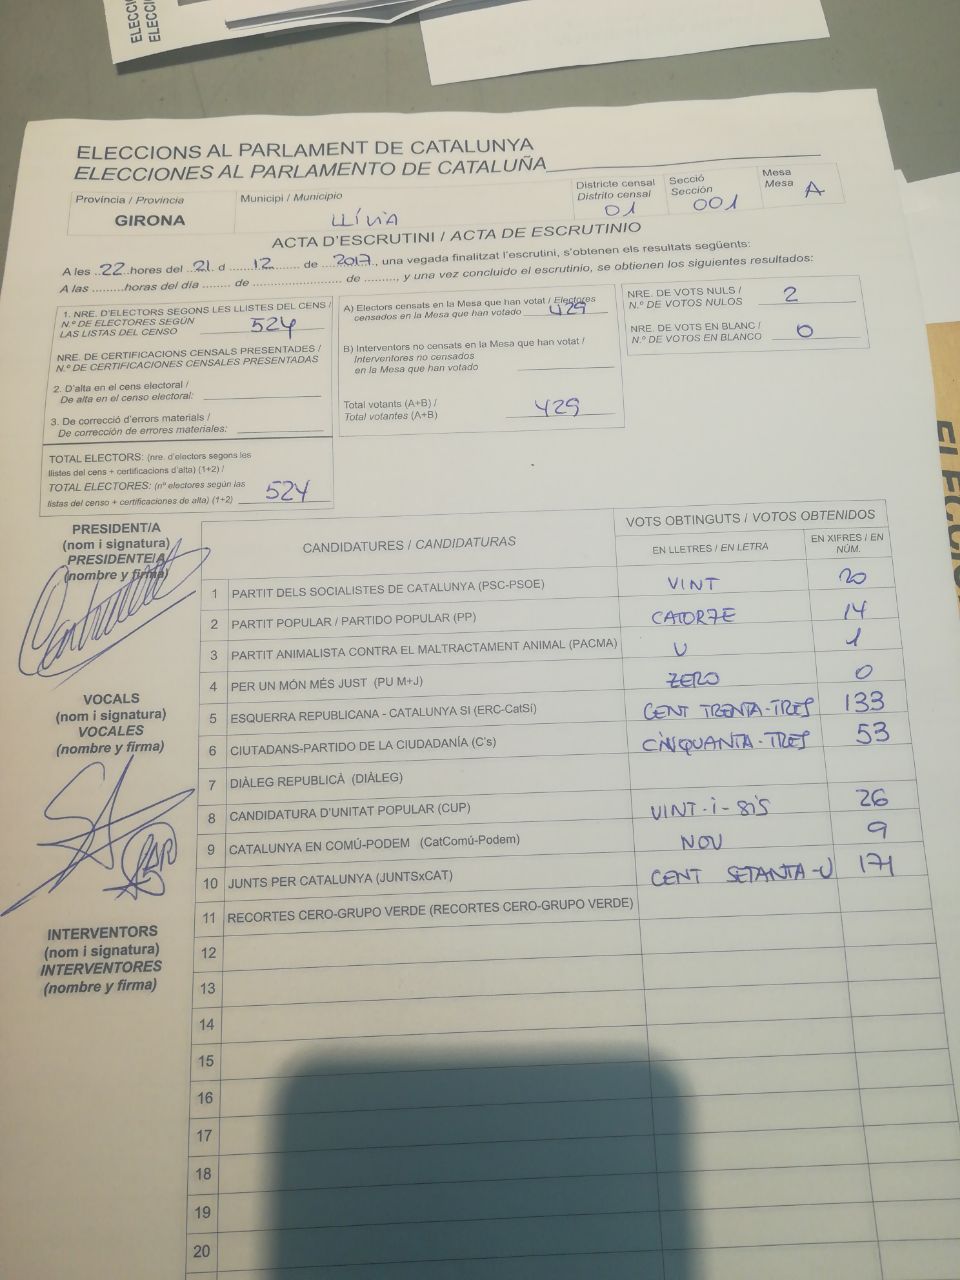 ELECCI
ELECCIO
ELECCIONS AL PARLAMENT DE CATALUNYA
ELECCIONES AL PARLAMENTO DE CATALUÑA
Província / Provincia
GIRONA
Municipi / Municipio
LLÍVIA
Districte censal
Distrito censal
01
Secció
Sección
001
Mesa
Mesa
A
ACTA D'ESCRUTINI / ACTA DE ESCRUTINIO
A les ..22..hores del .21. d .......12....... de ..2017.., una vegada finalitzat l'escrutini, s'obtenen els resultats següents:
A las .........horas del día ....... de ...................... de ........., y una vez concluido el escrutinio, se obtienen los siguientes resultados:
1. NRE. D'ELECTORS SEGONS LES LLISTES DEL CENS /
N.º DE ELECTORES SEGÚN
LAS LISTAS DEL CENSO 524
NRE. DE CERTIFICACIONS CENSALS PRESENTADES /
N.º DE CERTIFICACIONES CENSALES PRESENTADAS
2. D'alta en el cens electoral /
De alta en el censo electoral:
3. De correcció d'errors materials /
De corrección de errores materiales:
TOTAL ELECTORS: (nre. d'electors segons les
llistes del cens + certificacions d'alta) (1+2) /
TOTAL ELECTORES: (nº electores según las
listas del censo + certificaciones de alta) (1+2) 524
A) Electors censats en la Mesa que han votat / Electores
censados en la Mesa que han votado 429
B) Interventors no censats en la Mesa que han votat /
Interventores no censados
en la Mesa que han votado
Total votants (A+B) /
Total votantes (A+B) 429
NRE. DE VOTS NULS /
N.º DE VOTOS NULOS 2
NRE. DE VOTS EN BLANC /
N.º DE VOTOS EN BLANCO 0
PRESIDENT/A
(nom i signatura)
PRESIDENTE/A
(nombre y firma)
VOCALS
(nom i signatura)
VOCALES
(nombre y firma)
INTERVENTORS
(nom i signatura)
INTERVENTORES
(nombre y firma)
CANDIDATURES / CANDIDATURAS
VOTS OBTINGUTS / VOTOS OBTENIDOS
EN LLETRES / EN LETRA
EN XIFRES / EN
NÚM.
1 PARTIT DELS SOCIALISTES DE CATALUNYA (PSC-PSOE) VINT 20
2 PARTIT POPULAR / PARTIDO POPULAR (PP) CATORZE 14
3 PARTIT ANIMALISTA CONTRA EL MALTRACTAMENT ANIMAL (PACMA) U 1
4 PER UN MÓN MÉS JUST (PU M+J) ZERO 0
5 ESQUERRA REPUBLICANA - CATALUNYA SI (ERC-CatSí) CENT TRENTA-TRES 133
6 CIUTADANS-PARTIDO DE LA CIUDADANÍA (C's) CINQUANTA-TRES 53
7 DIÀLEG REPUBLICÀ (DIÀLEG)
8 CANDIDATURA D'UNITAT POPULAR (CUP) VINT-I-SIS 26
9 CATALUNYA EN COMÚ-PODEM (CatComú-Podem) NOU 9
10 JUNTS PER CATALUNYA (JUNTSxCAT) CENT SETANTA-U 171
11 RECORTES CERO-GRUPO VERDE (RECORTES CERO-GRUPO VERDE)
12
13
14
15
16
17
18
19
20